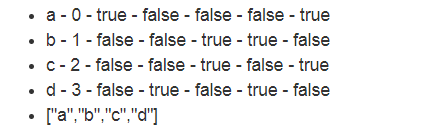 a - 0 - true - false - false - false - true
b - 1 - false - false - true - true - false
c - 2 - false - false - true - false - true
d - 3 - false - true - false - true - false
["a","b","c","d"]